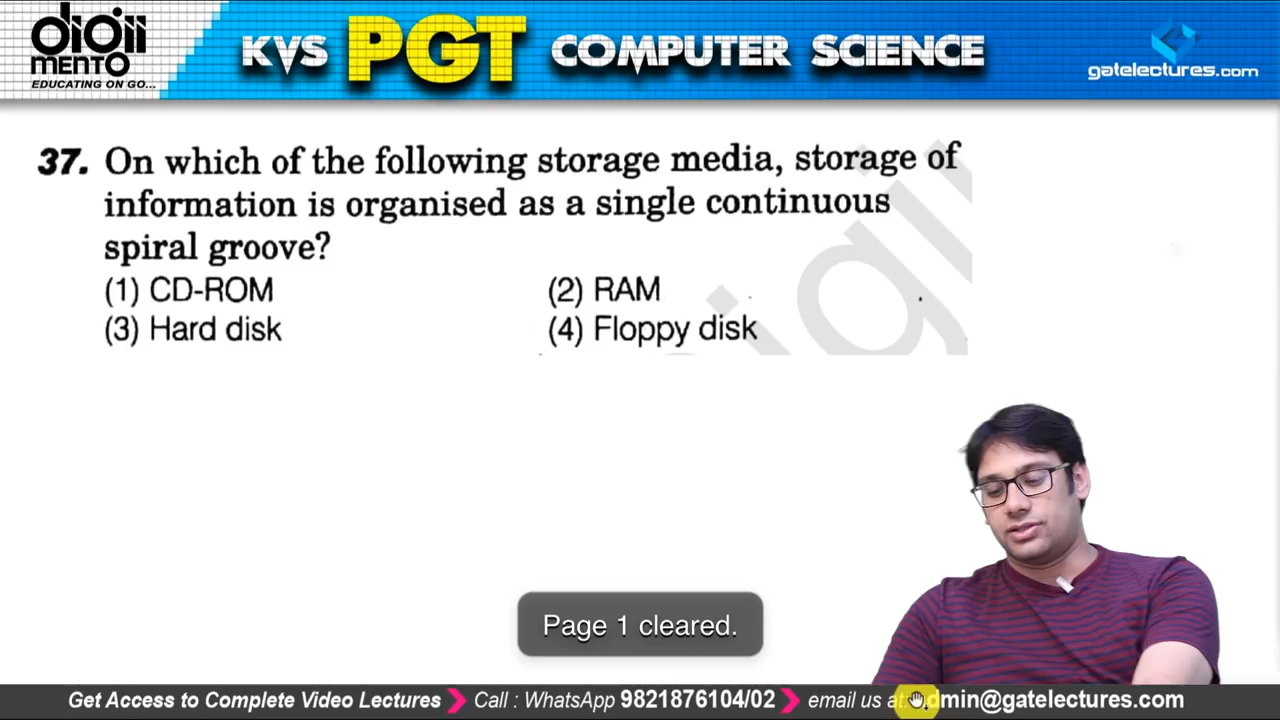 digii
MENTO
EDUCATING ON GO...
KVS PGT COMPUTER SCIENCE
gatelectures.com
37. On which of the following storage media, storage of
information is organised as a single continuous
spiral groove?
(1) CD-ROM (2) RAM
(3) Hard disk (4) Floppy disk
Page 1 cleared.
Get Access to Complete Video Lectures Call : WhatsApp 9821876104/02 email us at: admin@gatelectures.com